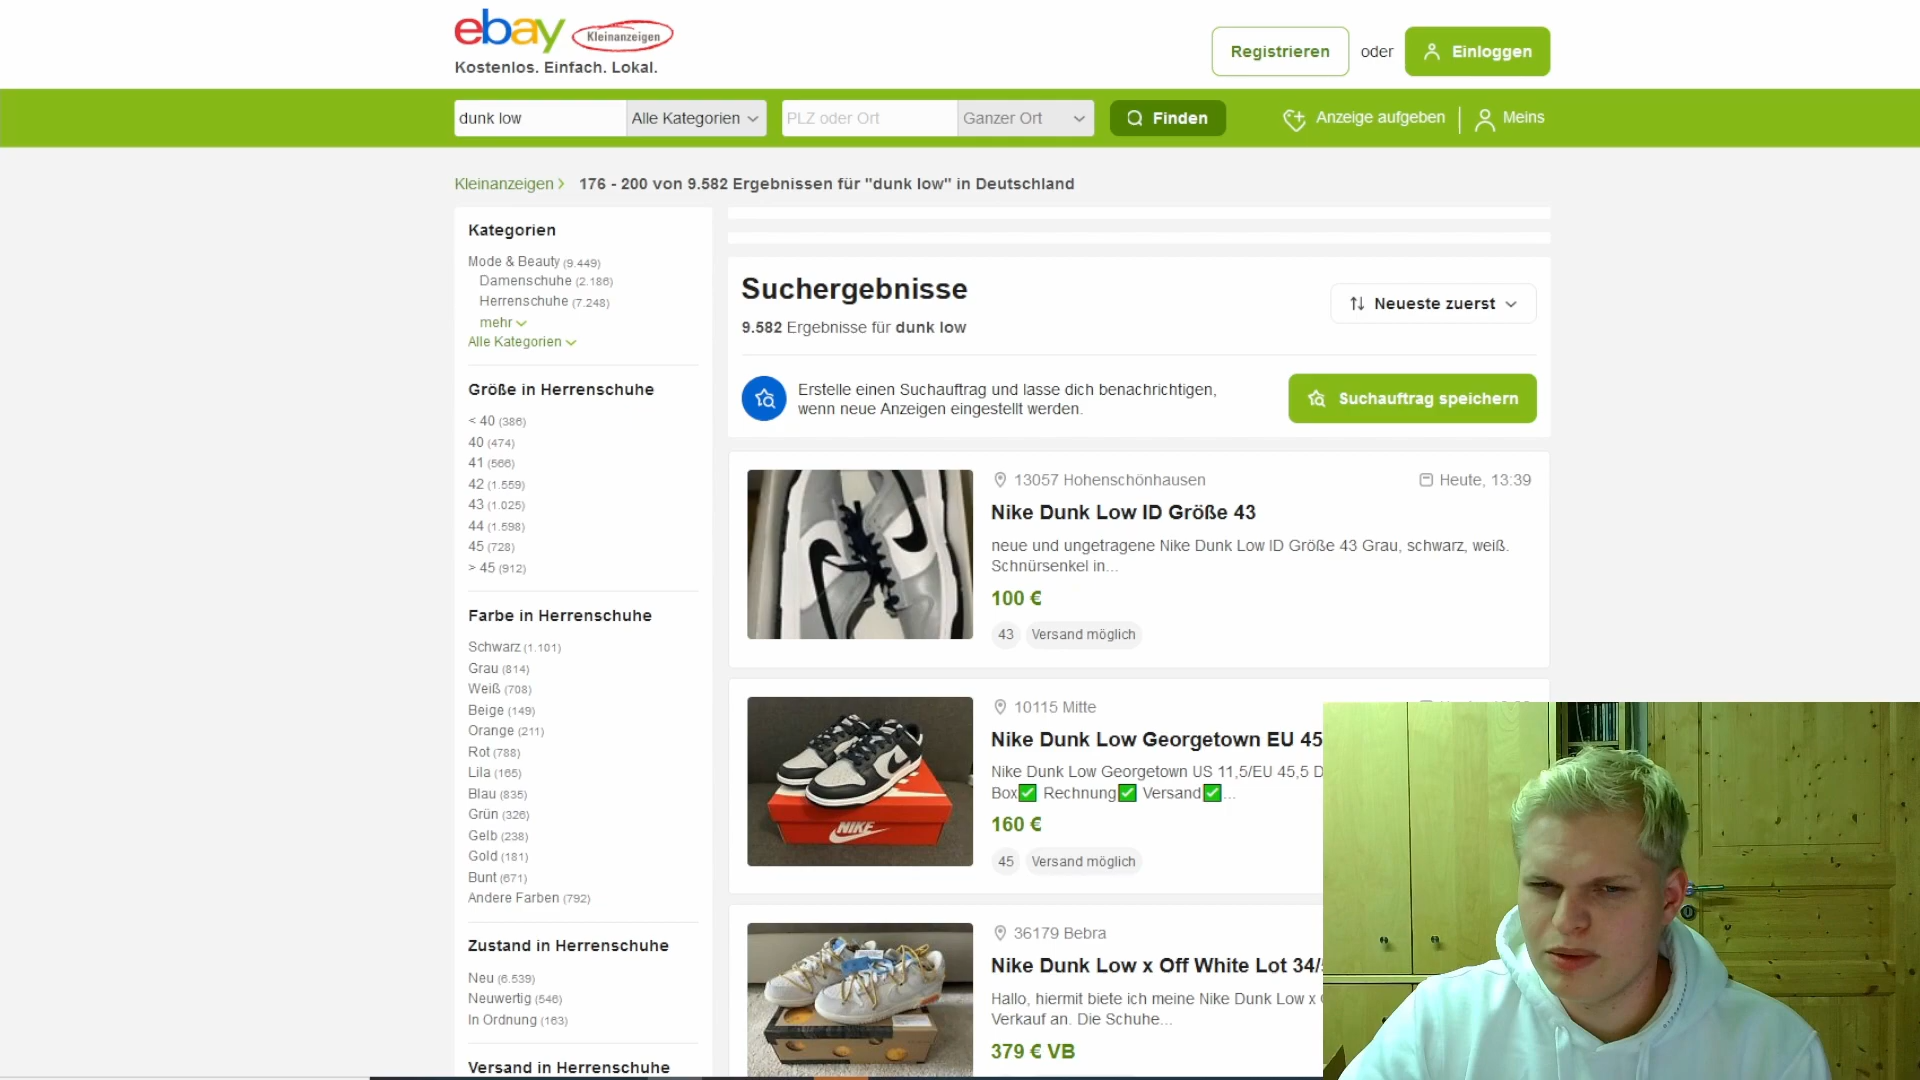 ebay Kleinanzeigen
Kostenlos. Einfach. Lokal.
Registrieren oder Einloggen
dunk low Alle Kategorien PLZ oder Ort Ganzer Ort Finden Anzeige aufgeben Meins
Kleinanzeigen 176 - 200 von 9.582 Ergebnissen für "dunk low" in Deutschland
Kategorien
Mode & Beauty (9.449)
Damenschuhe (2.186)
Herrenschuhe (7.248)
mehr
Alle Kategorien
Größe in Herrenschuhe
< 40 (386)
40 (474)
41 (566)
42 (1.559)
43 (1.025)
44 (1.598)
45 (728)
> 45 (912)
Farbe in Herrenschuhe
Schwarz (1.101)
Grau (814)
Weiß (708)
Beige (149)
Orange (211)
Rot (788)
Lila (165)
Blau (835)
Grün (326)
Gelb (238)
Gold (181)
Bunt (671)
Andere Farben (792)
Zustand in Herrenschuhe
Neu (6.539)
Neuwertig (546)
In Ordnung (163)
Versand in Herrenschuhe
Suchergebnisse
9.582 Ergebnisse für dunk low
Neueste zuerst
Erstelle einen Suchauftrag und lasse dich benachrichtigen,
wenn neue Anzeigen eingestellt werden.
Suchauftrag speichern
13057 Hohenschönhausen
Heute, 13:39
Nike Dunk Low ID Größe 43
neue und ungetragene Nike Dunk Low ID Größe 43 Grau, schwarz, weiß.
Schnürsenkel in...
100 €
43 Versand möglich
10115 Mitte
Nike Dunk Low Georgetown EU 45
Nike Dunk Low Georgetown US 11,5/EU 45,5 D
Box✅ Rechnung✅ Versand✅...
160 €
45 Versand möglich
NIKE
36179 Bebra
Nike Dunk Low x Off White Lot 34/
Hallo, hiermit biete ich meine Nike Dunk Low x
Verkauf an. Die Schuhe...
379 € VB